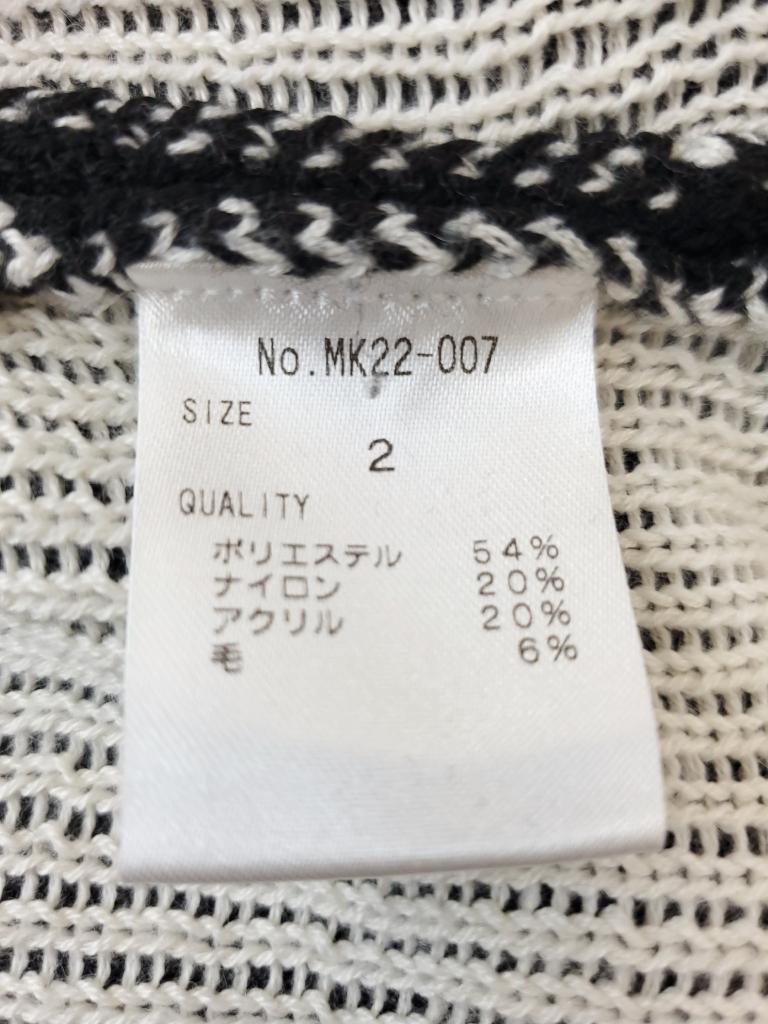 No.MK22-007
SIZE
2
QUALITY
ポリエステル 54%
ナイロン 20%
アクリル 20%
毛 6%